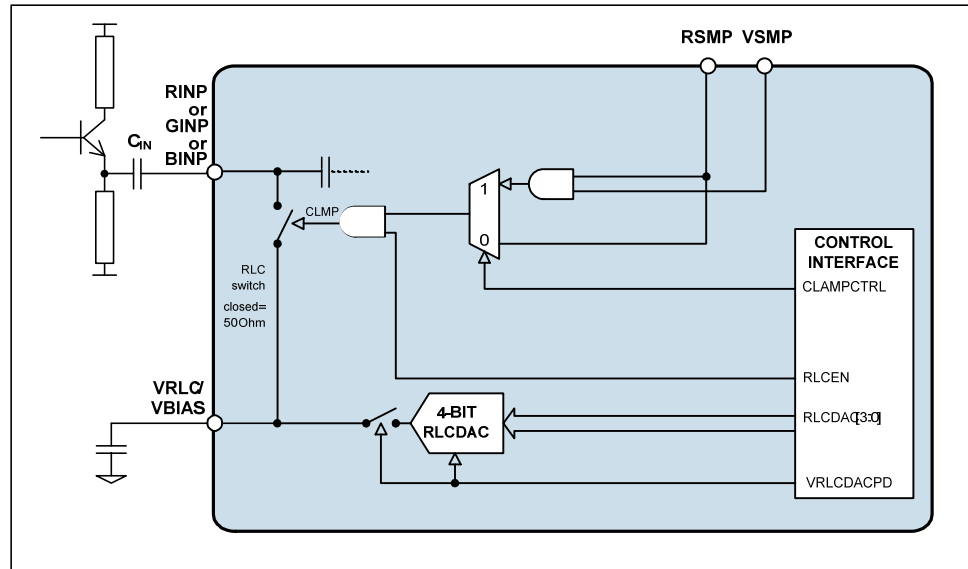 RSMP VSMP
RINP
or
GINP
or
BINP
CIN
1
0
CLMP
CONTROL
INTERFACE
CLAMPCTRL
RLC
switch
closed=
50Ohm
RLCEN
VRLC/
VBIAS
4-BIT
RLCDAC
RLCDAC[3:0]
VRLCDACPD